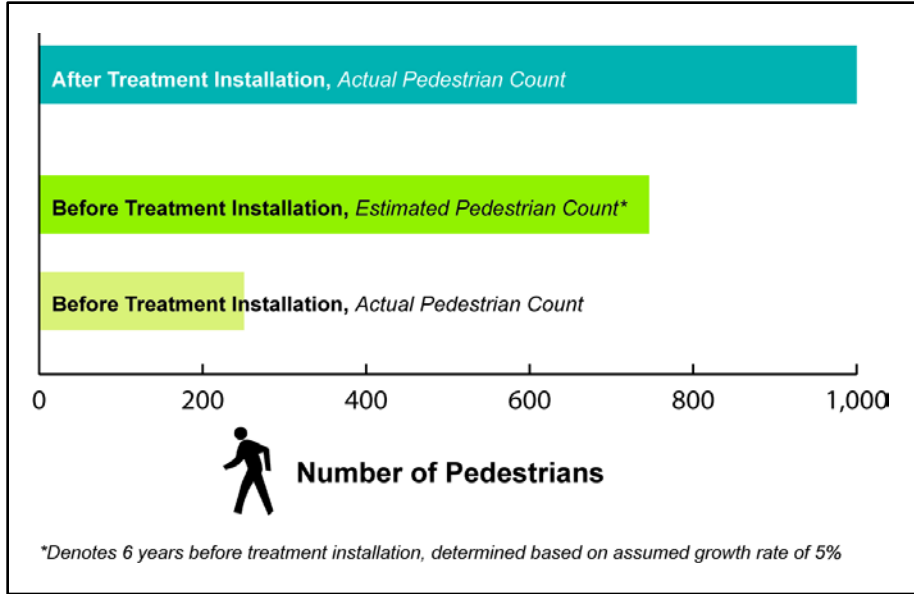 After Treatment Installation, Actual Pedestrian Count
Before Treatment Installation, Estimated Pedestrian Count*
Before Treatment Installation, Actual Pedestrian Count
0 200 400 600 800 1,000
Number of Pedestrians
*Denotes 6 years before treatment installation, determined based on assumed growth rate of 5%